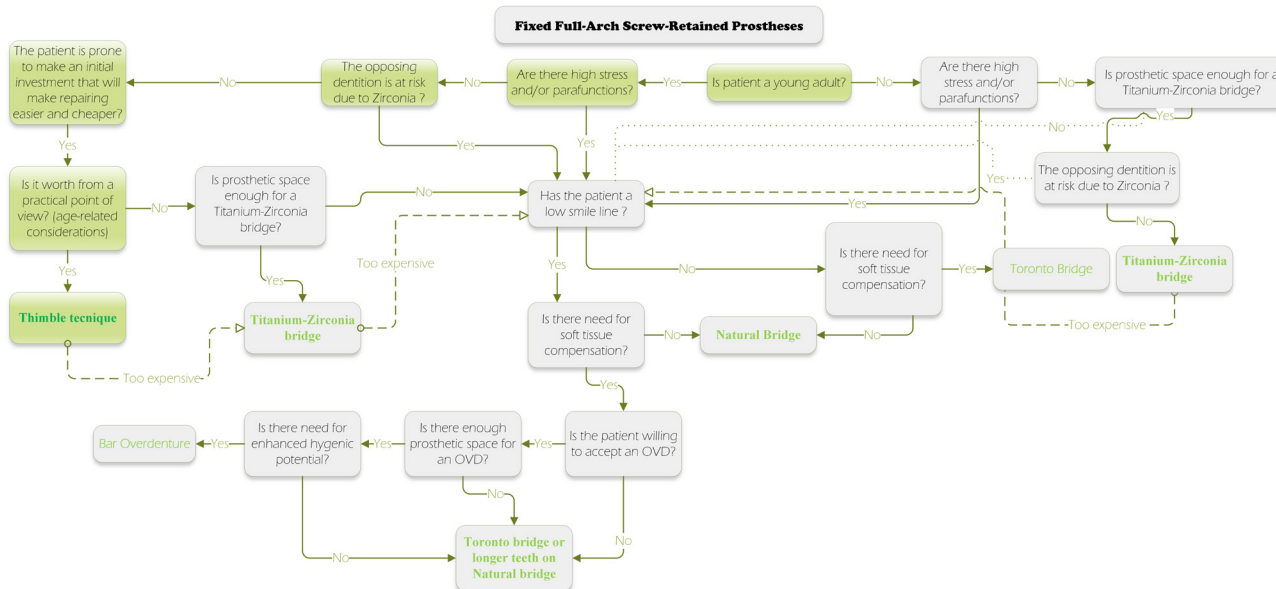 Fixed Full-Arch Screw-Retained Prostheses
The patient is prone
to make an initial
investment that will
make repairing
easier and cheaper?
No
The opposing
dentition is at risk
due to Zirconia ?
No
Are there high stress
and/or parafunctions?
Yes
Is patient a young adult?
No
Are there high
stress and/or
parafunctions?
No
Is prosthetic space enough for a
Titanium-Zirconia bridge?
Yes
Yes
Yes
No
Yes
Is it worth from a
practical point of
view? (age-related
considerations)
No
Is prosthetic space
enough for a
Titanium-Zirconia
bridge?
No
Has the patient a
low smile line ?
Yes
Yes
The opposing dentition is
at risk due to Zirconia ?
Yes
Yes
Too expensive
Yes
No
Is there need for
soft tissue
compensation?
Yes
Toronto Bridge
No
Titanium-Zirconia
bridge
Thimble tecnique
Titanium-Zirconia
bridge
Too expensive
Is there need for
soft tissue
compensation?
No
Natural Bridge
No
Too expensive
Yes
Bar Overdenture
Yes
Is there need for
enhanced hygenic
potential?
Yes
Is there enough
prosthetic space for
an OVD?
Yes
Is the patient willing
to accept an OVD?
No
No
No
Toronto bridge or
longer teeth on
Natural bridge